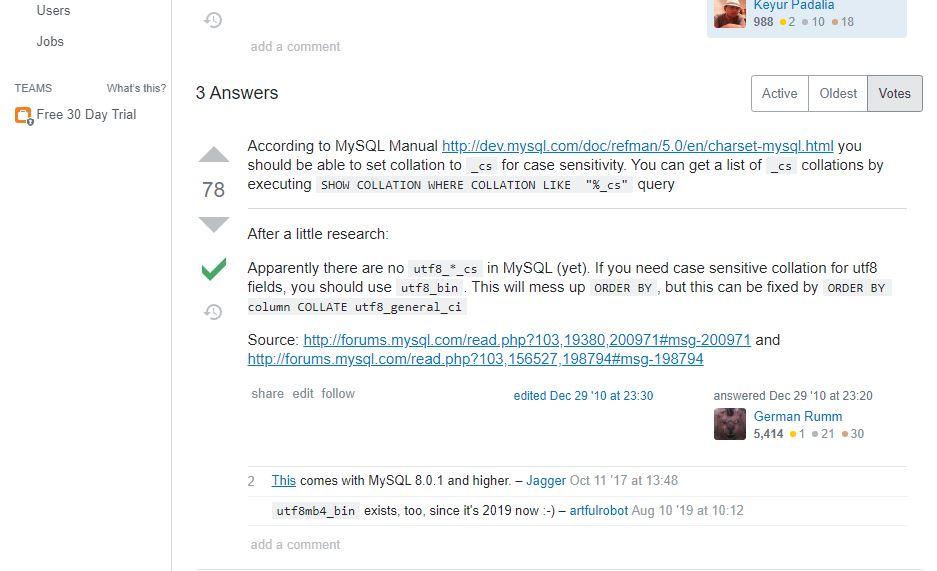 Users
Jobs
TEAMS What's this?
Free 30 Day Trial
Keyur Padalia
988 2 10 18
add a comment
3 Answers
Active Oldest Votes
78
According to MySQL Manual http://dev.mysql.com/doc/refman/5.0/en/charset-mysql.html you
should be able to set collation to _cs for case sensitivity. You can get a list of _cs collations by
executing SHOW COLLATION WHERE COLLATION LIKE "%_cs" query
After a little research:
Apparently there are no utf8_*_cs in MySQL (yet). If you need case sensitive collation for utf8
fields, you should use utf8_bin . This will mess up ORDER BY , but this can be fixed by ORDER BY
column COLLATE utf8_general_ci
Source: http://forums.mysql.com/read.php?103,19380,200971#msg-200971 and
http://forums.mysql.com/read.php?103,156527,198794#msg-198794
share edit follow
edited Dec 29 '10 at 23:30
answered Dec 29 '10 at 23:20
German Rumm
5,414 1 21 30
2 This comes with MySQL 8.0.1 and higher. – Jagger Oct 11 '17 at 13:48
utf8mb4_bin exists, too, since it's 2019 now :-) – artfulrobot Aug 10 '19 at 10:12
add a comment